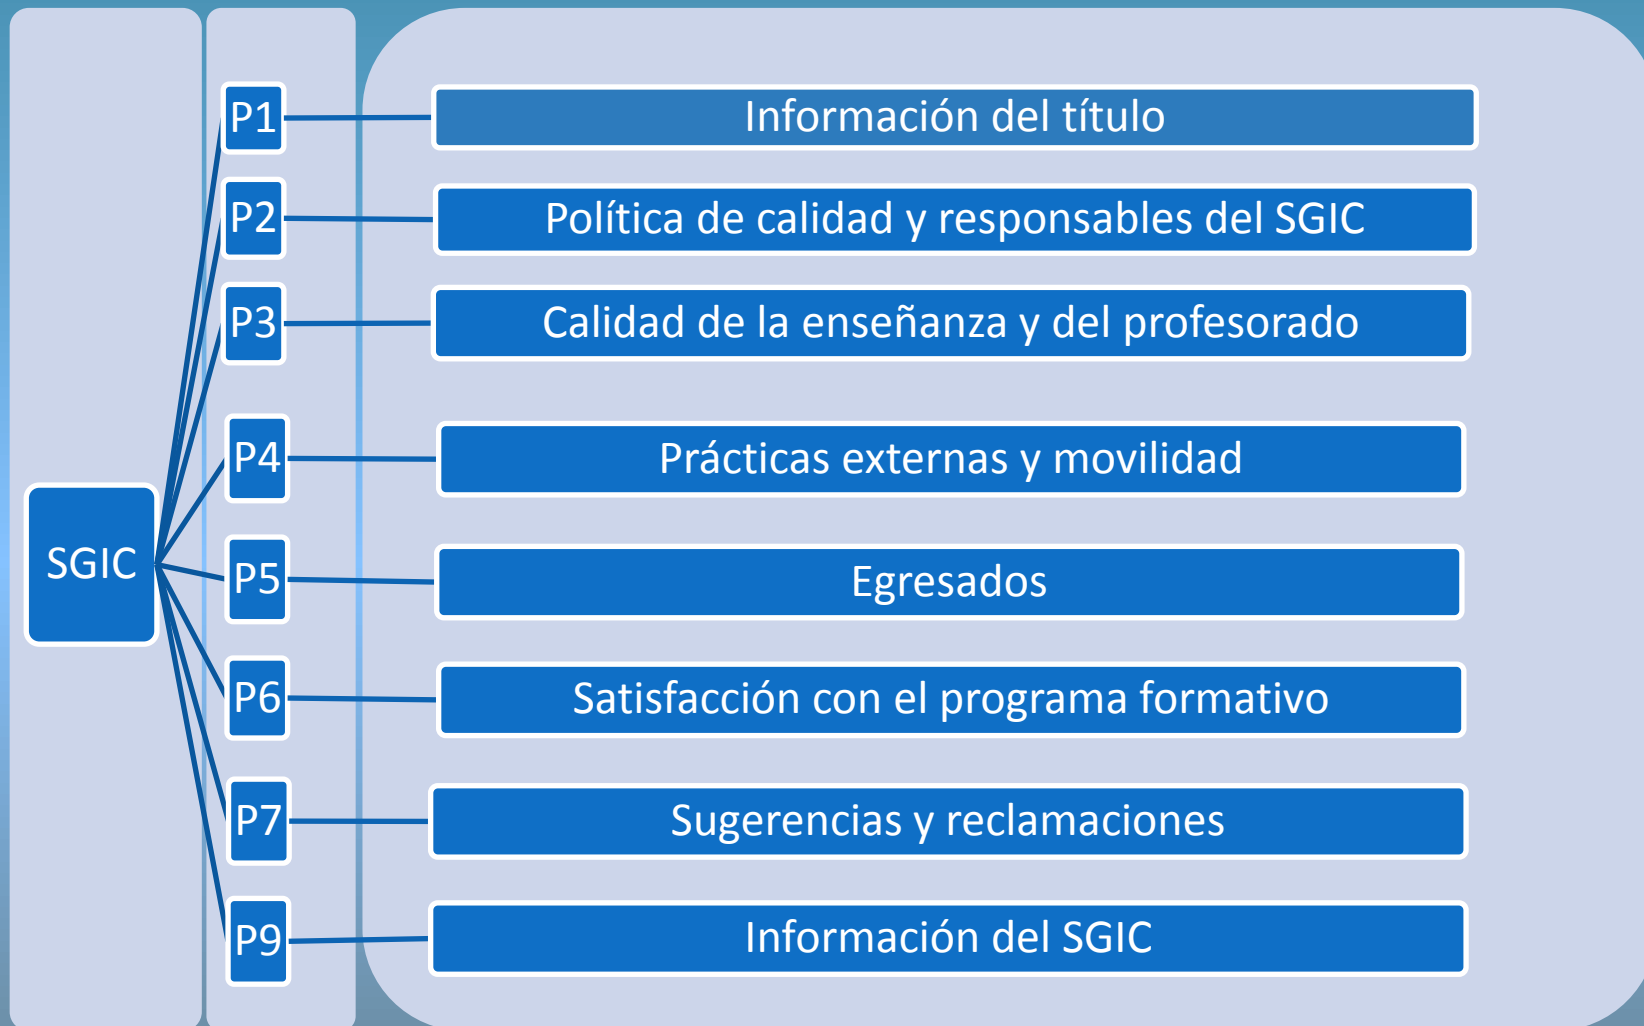 P1 Información del título
P2 Política de calidad y responsables del SGIC
P3 Calidad de la enseñanza y del profesorado
P4 Prácticas externas y movilidad
SGIC
P5 Egresados
P6 Satisfacción con el programa formativo
P7 Sugerencias y reclamaciones
P9 Información del SGIC